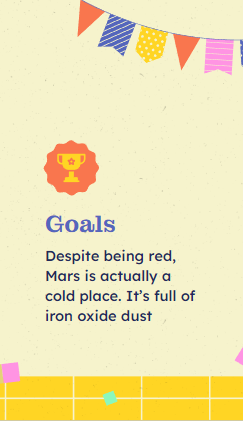 Goals
Despite being red,
Mars is actually a
cold place. It’s full of
iron oxide dust